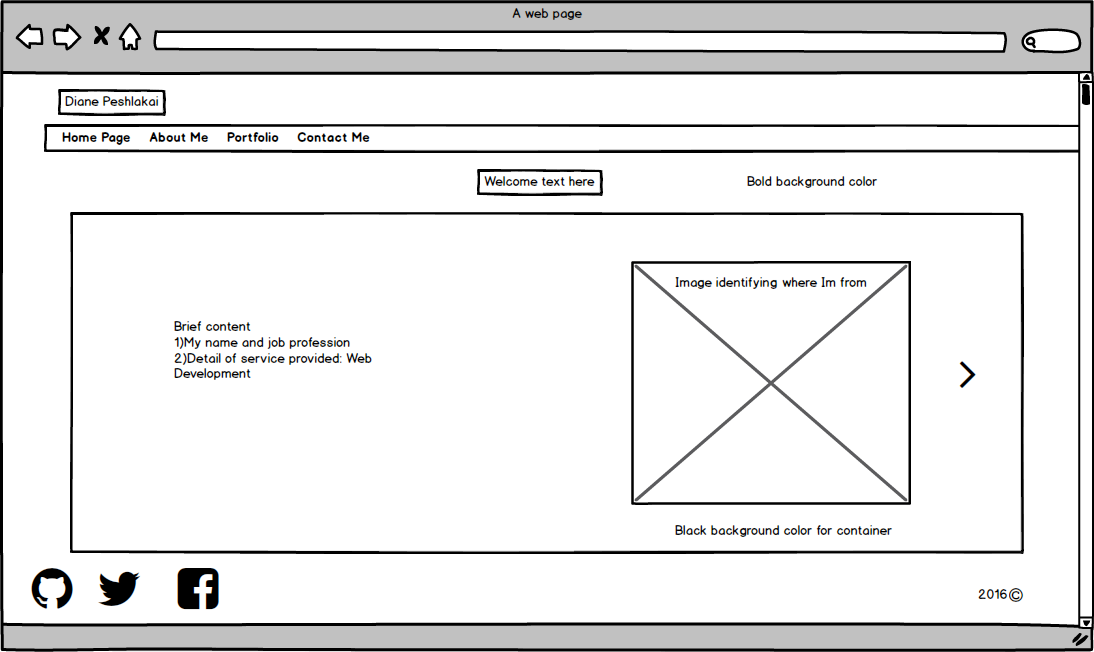 A web page
Diane Peshlakai
Home Page About Me Portfolio Contact Me
Welcome text here
Bold background color
Image identifying where Im from
Brief content
1)My name and job profession
2)Detail of service provided: Web
Development
Black background color for container
2016©